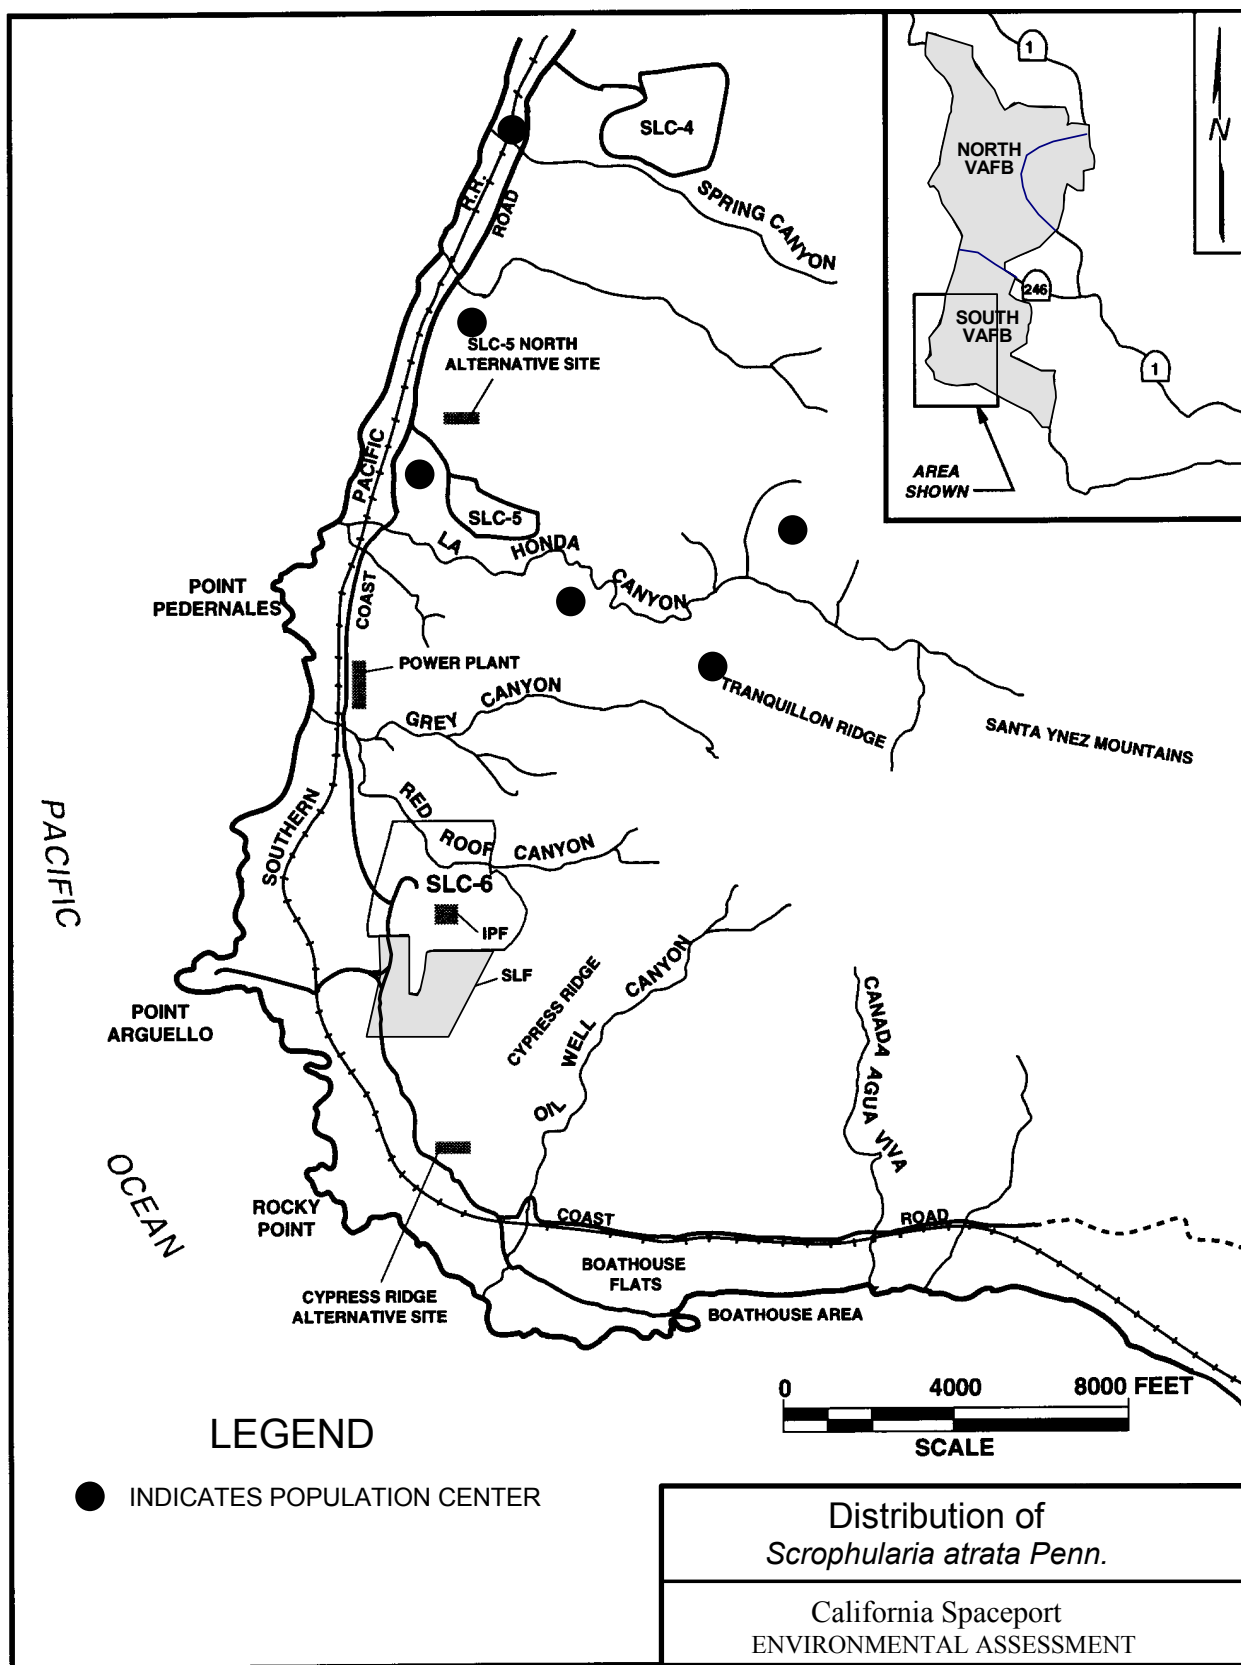 1
NORTH
VAFB
246
SOUTH
VAFB
1
AREA
SHOWN
N
SLC-4
R.R.
ROAD
SPRING CANYON
SLC-5 NORTH
ALTERNATIVE SITE
PACIFIC
SLC-5
LA HONDA CANYON
POINT
PEDERNALES
COAST
POWER PLANT
GREY CANYON
TRANQUILLON RIDGE
SANTA YNEZ MOUNTAINS
RED ROOF CANYON
SOUTHERN
PACIFIC
SLC-6
IPF
SLF
POINT
ARGUELLO
CYPRESS RIDGE
OIL WELL CANYON
CANADA AGUA VIVA
OCEAN
ROCKY
POINT
COAST ROAD
BOATHOUSE
FLATS
CYPRESS RIDGE
ALTERNATIVE SITE
BOATHOUSE AREA
0 4000 8000 FEET
SCALE
LEGEND
INDICATES POPULATION CENTER
Distribution of
Scrophularia atrata Penn.
California Spaceport
ENVIRONMENTAL ASSESSMENT